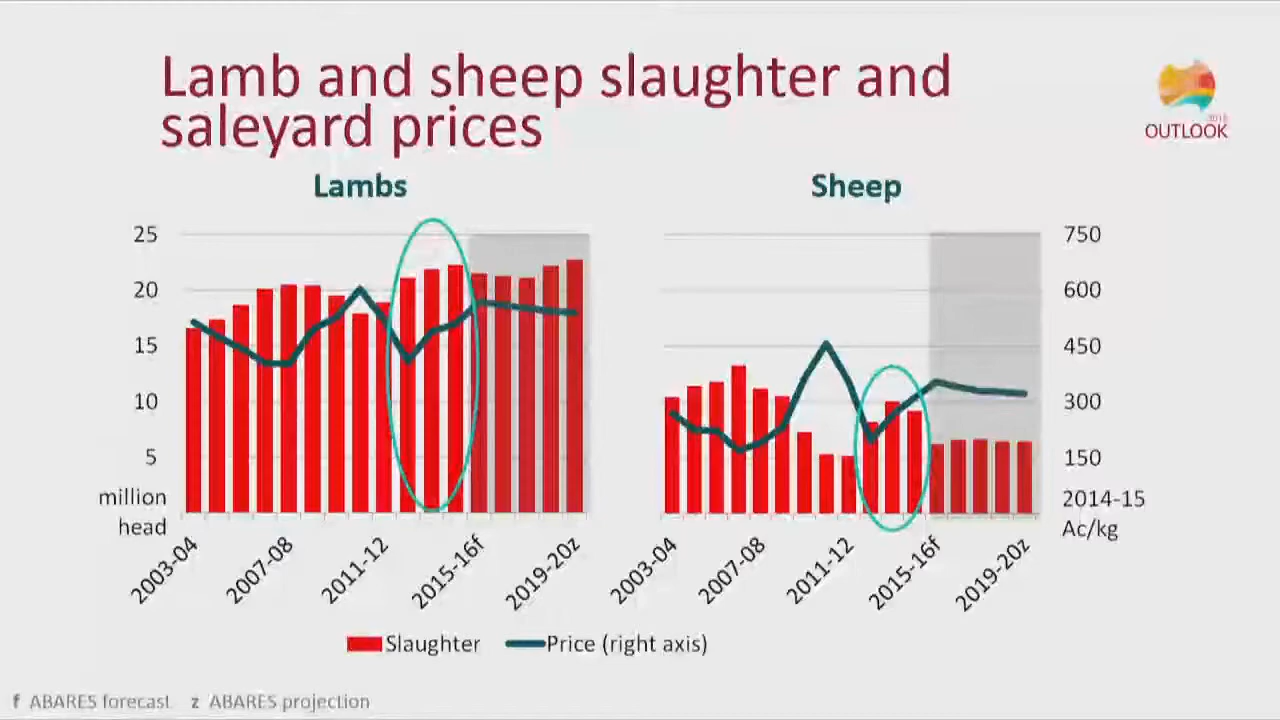 Lamb and sheep slaughter and
saleyard prices
OUTLOOK
Lambs
25
20
15
10
5
million
head
2003-04
2007-08
2011-12
2015-16f
2019-20z
Sheep
750
600
450
300
150
2014-15
Ac/kg
2003-04
2007-08
2011-12
2015-16f
2019-20z
Slaughter
Price (right axis)
f ABARES forecast z ABARES projection